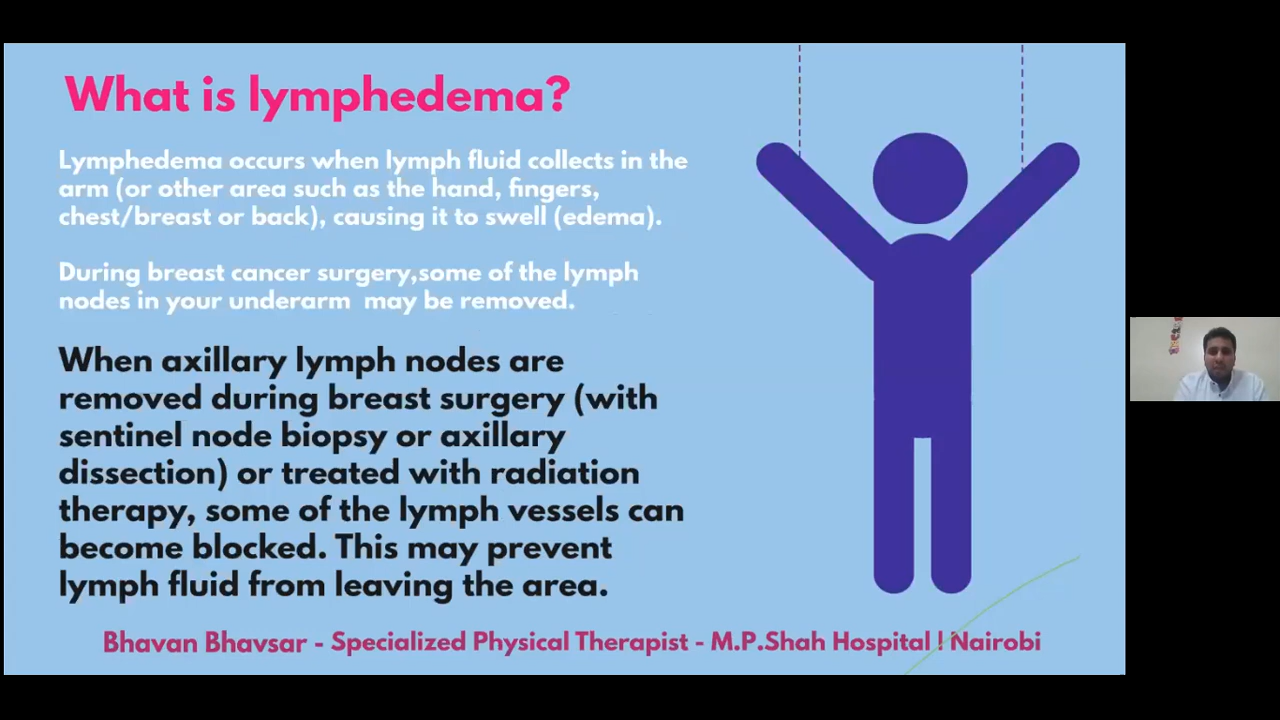 What is lymphedema?
Lymphedema occurs when lymph fluid collects in the
arm (or other area such as the hand, fingers,
chest/breast or back), causing it to swell (edema).
During breast cancer surgery,some of the lymph
nodes in your underarm may be removed.
When axillary lymph nodes are
removed during breast surgery (with
sentinel node biopsy or axillary
dissection) or treated with radiation
therapy, some of the lymph vessels can
become blocked. This may prevent
lymph fluid from leaving the area.
Bhavan Bhavsar - Specialized Physical Therapist - M.P.Shah Hospital ! Nairobi